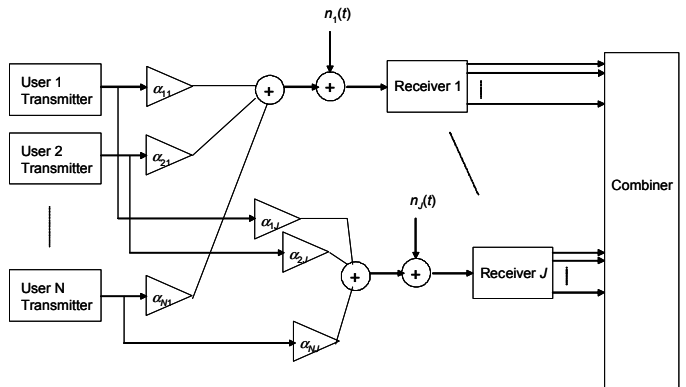 n1(t)
User 1
Transmitter
α11
+
+
Receiver 1
User 2
Transmitter
α21
Combiner
α1J
nJ(t)
α2J
+
+
Receiver J
User N
Transmitter
αN1
αNJ